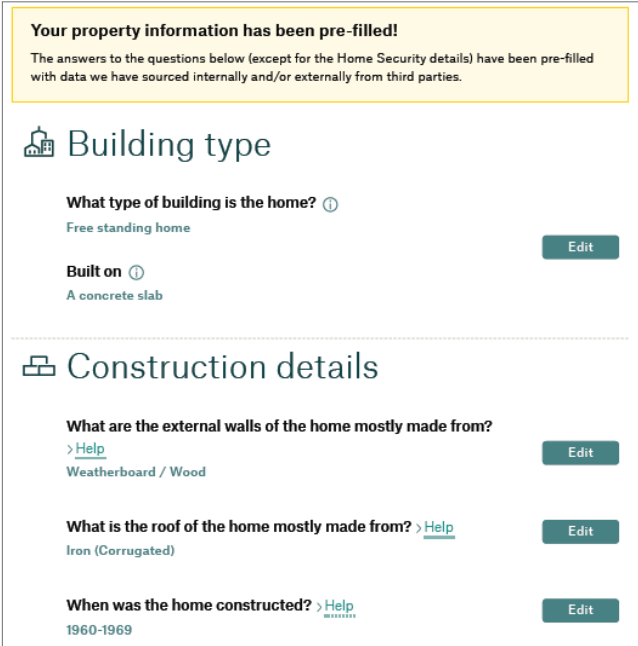 Your property information has been pre-filled!
The answers to the questions below (except for the Home Security details) have been pre-filled
with data we have sourced internally and/or externally from third parties.
Building type
What type of building is the home?
Free standing home
Edit
Built on
A concrete slab
Construction details
What are the external walls of the home mostly made from?
> Help
Edit
Weatherboard / Wood
What is the roof of the home mostly made from? > Help
Edit
Iron (Corrugated)
When was the home constructed? > Help
Edit
1960-1969